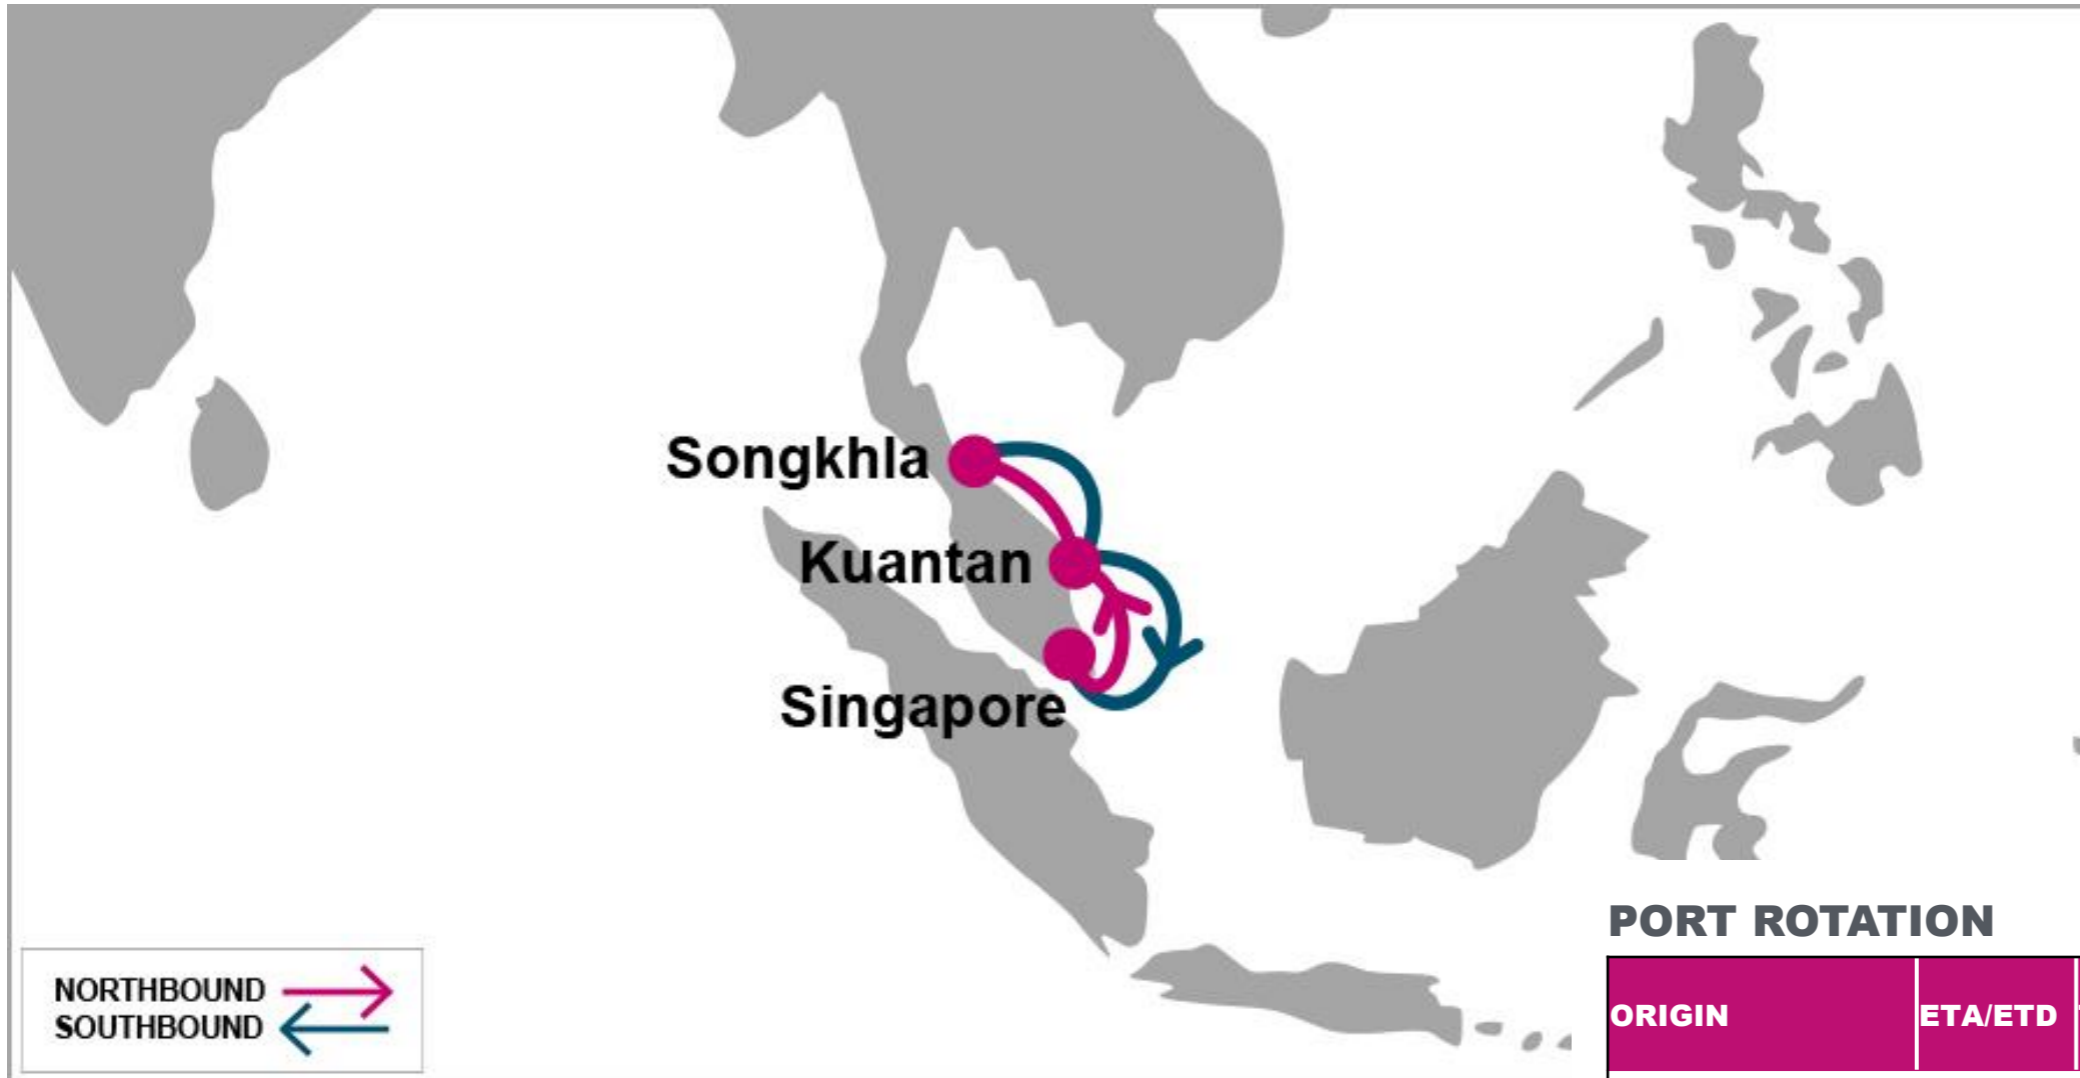 Songkhla
Kuantan
Singapore
NORTHBOUND
SOUTHBOUND
PORT ROTATION
ORIGIN ETA/ETD